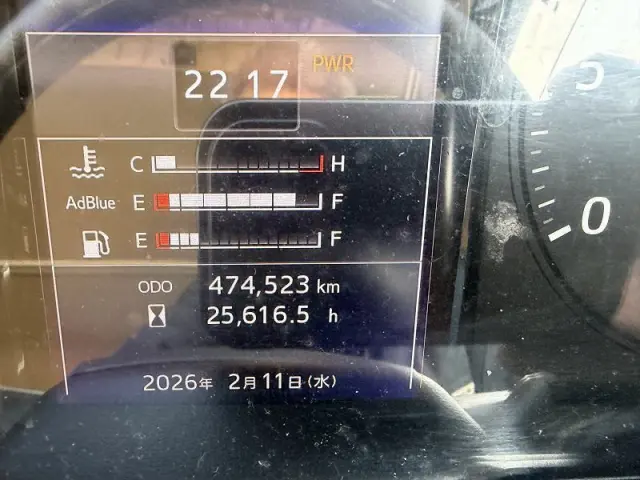 PWR
22 17
C H
AdBlue E F
E F
ODO 474,523 km
25,616.5 h
2026年 2月11日(水)
0